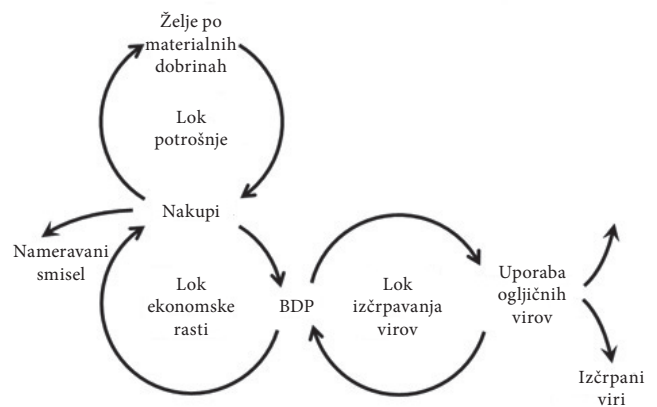 Želje po
materialnih
dobrinah
Lok
potrošnje
Nakupi
Nameravani
smisel
Lok
ekonomske
rasti
BDP
Lok
izčrpavanja
virov
Uporaba
ogljičnih
virov
Izčrpani
viri